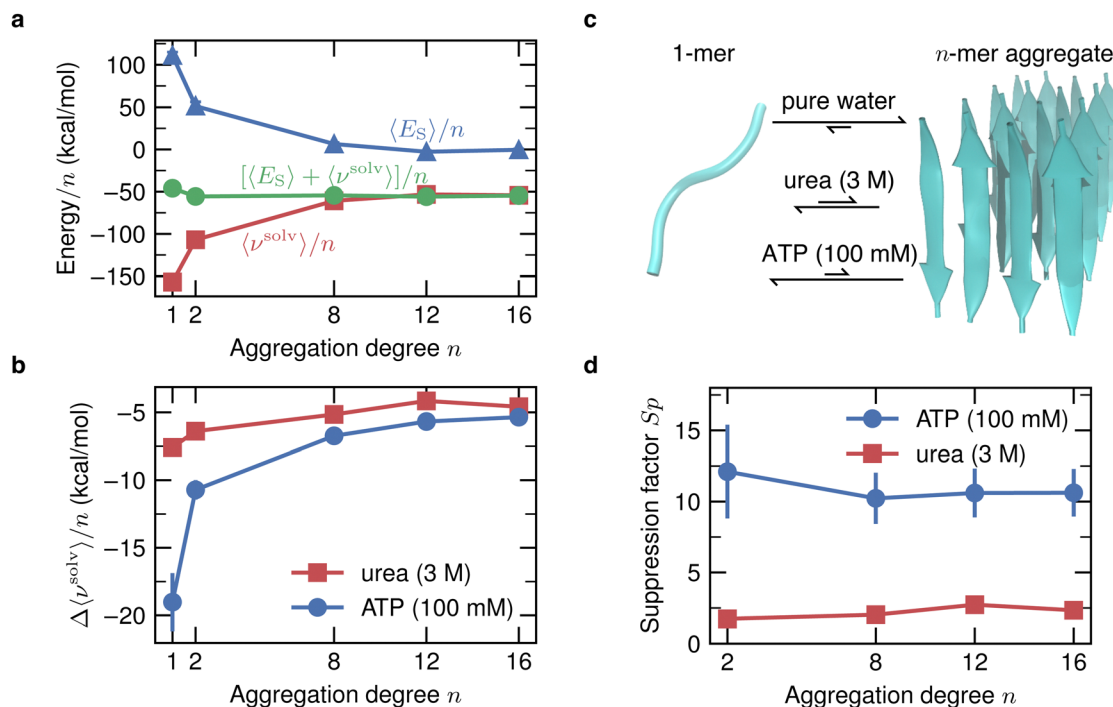 a
100
50
0
−50
−100
−150
Energy/n (kcal/mol)
⟨E_S⟩/n
[⟨E_S⟩ + ⟨ν^solv⟩]/n
⟨ν^solv⟩/n
1 2 8 12 16
Aggregation degree n
b
−5
−10
−15
−20
Δ⟨ν^solv⟩/n (kcal/mol)
urea (3 M)
ATP (100 mM)
1 2 8 12 16
Aggregation degree n
c
1-mer
n-mer aggregate
pure water
urea (3 M)
ATP (100 mM)
d
15
10
5
0
Suppression factor Sp
ATP (100 mM)
urea (3 M)
2 8 12 16
Aggregation degree n